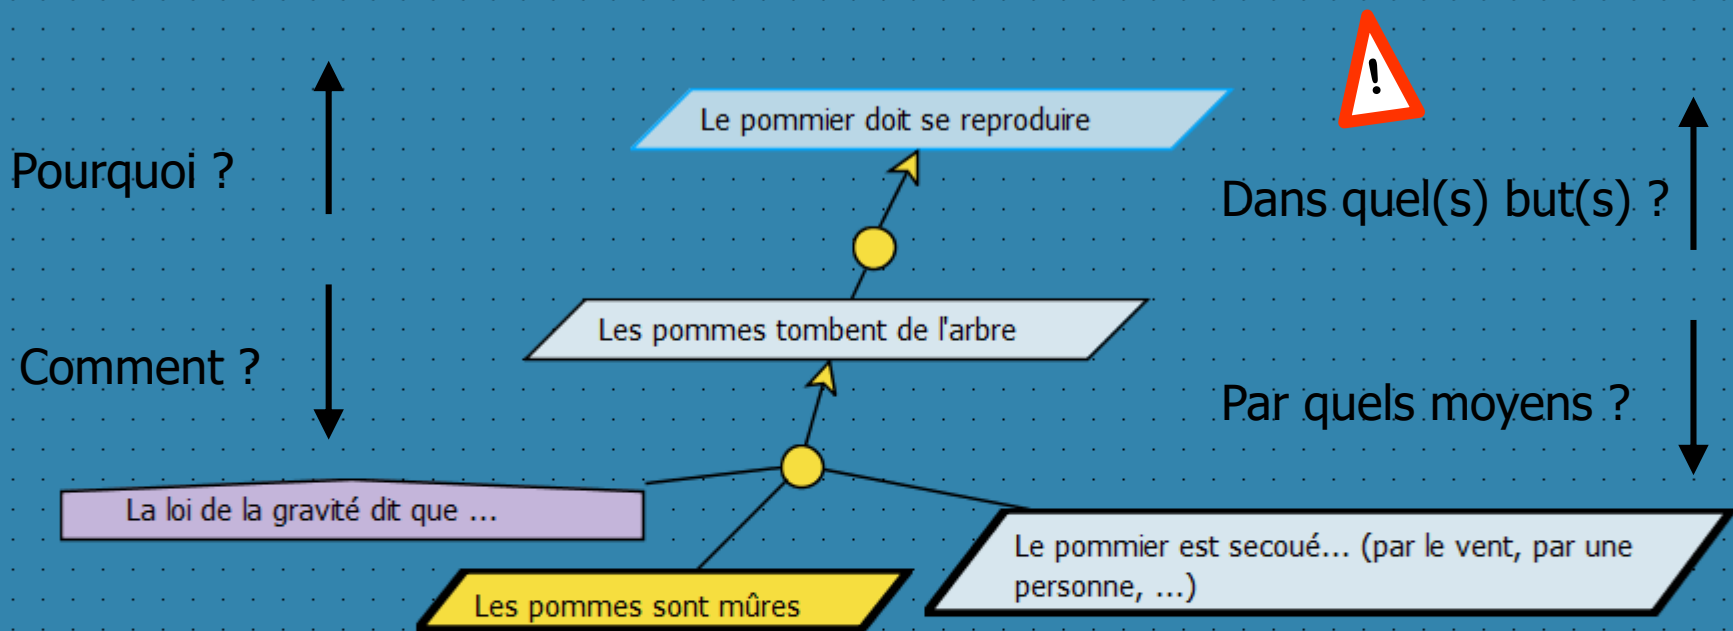 !
Le pommier doit se reproduire
Pourquoi ?
Dans quel(s) but(s) ?
Les pommes tombent de l'arbre
Comment ?
Par quels moyens ?
La loi de la gravité dit que ...
Le pommier est secoué... (par le vent, par une
personne, ...)
Les pommes sont mûres